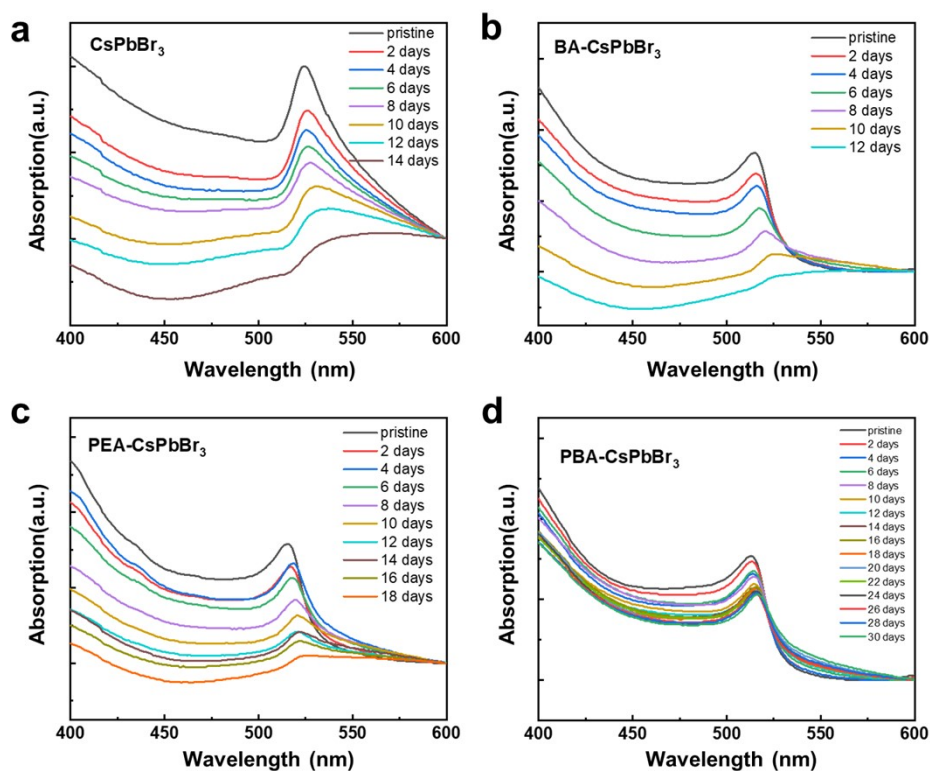 a
CsPbBr₃
pristine
2 days
4 days
6 days
8 days
10 days
12 days
14 days
Absorption(a.u.)
400 450 500 550 600
Wavelength (nm)
b
BA-CsPbBr₃
pristine
2 days
4 days
6 days
8 days
10 days
12 days
Absorption(a.u.)
400 450 500 550 600
Wavelength (nm)
c
PEA-CsPbBr₃
pristine
2 days
4 days
6 days
8 days
10 days
12 days
14 days
16 days
18 days
Absorption(a.u.)
400 450 500 550 600
Wavelength (nm)
d
PBA-CsPbBr₃
pristine
2 days
4 days
6 days
8 days
10 days
12 days
14 days
16 days
18 days
20 days
22 days
24 days
26 days
28 days
30 days
Absorption(a.u.)
400 450 500 550 600
Wavelength (nm)